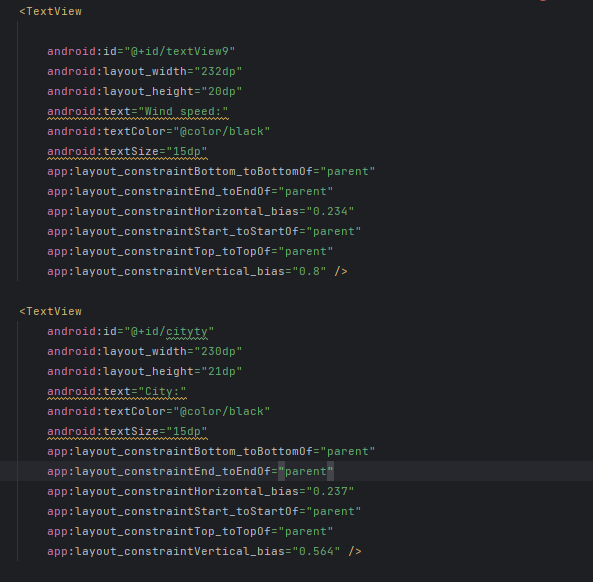 <TextView
android:id="@+id/textView9"
android:layout_width="232dp"
android:layout_height="20dp"
android:text="Wind speed:"
android:textColor="@color/black"
android:textSize="15dp"
app:layout_constraintBottom_toBottomOf="parent"
app:layout_constraintEnd_toEndOf="parent"
app:layout_constraintHorizontal_bias="0.234"
app:layout_constraintStart_toStartOf="parent"
app:layout_constraintTop_toTopOf="parent"
app:layout_constraintVertical_bias="0.8" />
<TextView
android:id="@+id/cityty"
android:layout_width="230dp"
android:layout_height="21dp"
android:text="City:"
android:textColor="@color/black"
android:textSize="15dp"
app:layout_constraintBottom_toBottomOf="parent"
app:layout_constraintEnd_toEndOf="parent"
app:layout_constraintHorizontal_bias="0.237"
app:layout_constraintStart_toStartOf="parent"
app:layout_constraintTop_toTopOf="parent"
app:layout_constraintVertical_bias="0.564" />